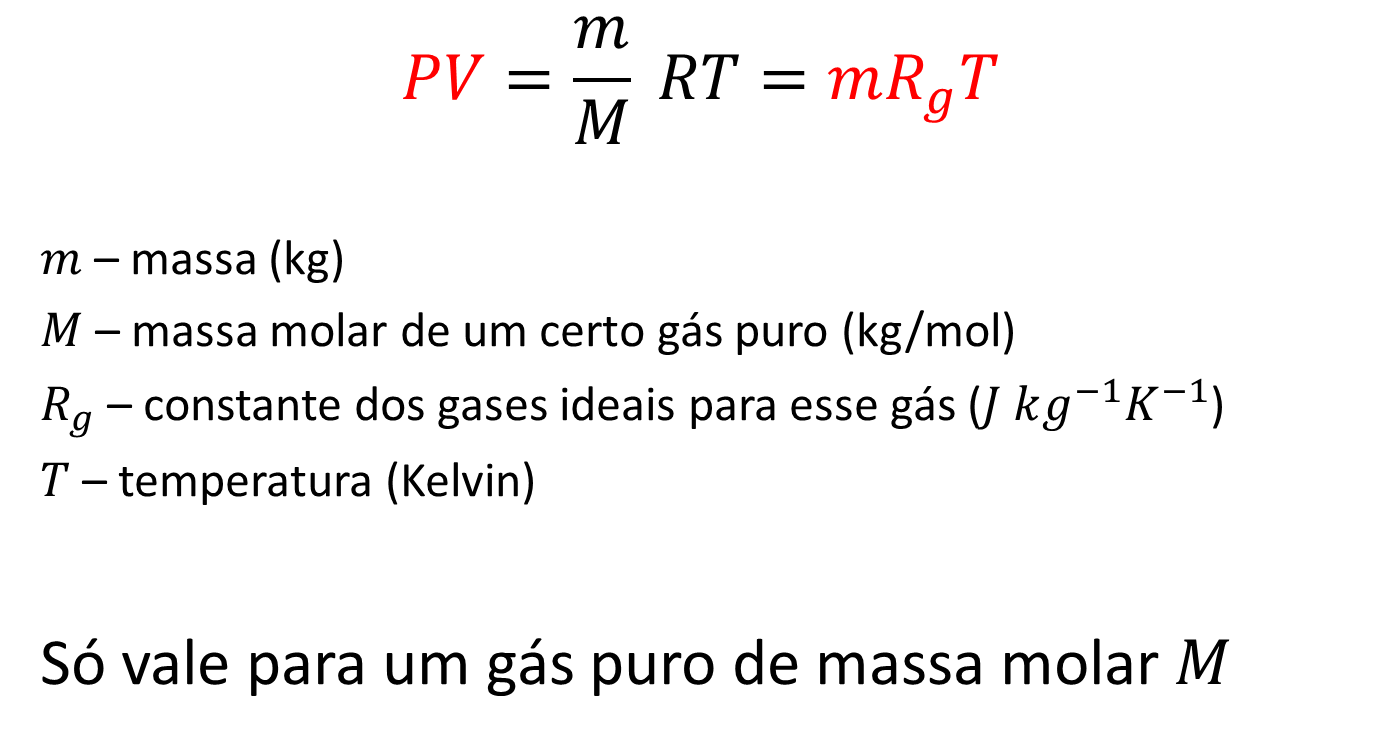 𝑃𝑉 = 𝑚/𝑀 𝑅𝑇 = 𝑚𝑅_𝑔𝑇
𝑚 – massa (kg)
𝑀 – massa molar de um certo gás puro (kg/mol)
𝑅_𝑔 – constante dos gases ideais para esse gás (𝐽 𝑘𝑔⁻¹𝐾⁻¹)
𝑇 – temperatura (Kelvin)
Só vale para um gás puro de massa molar 𝑀